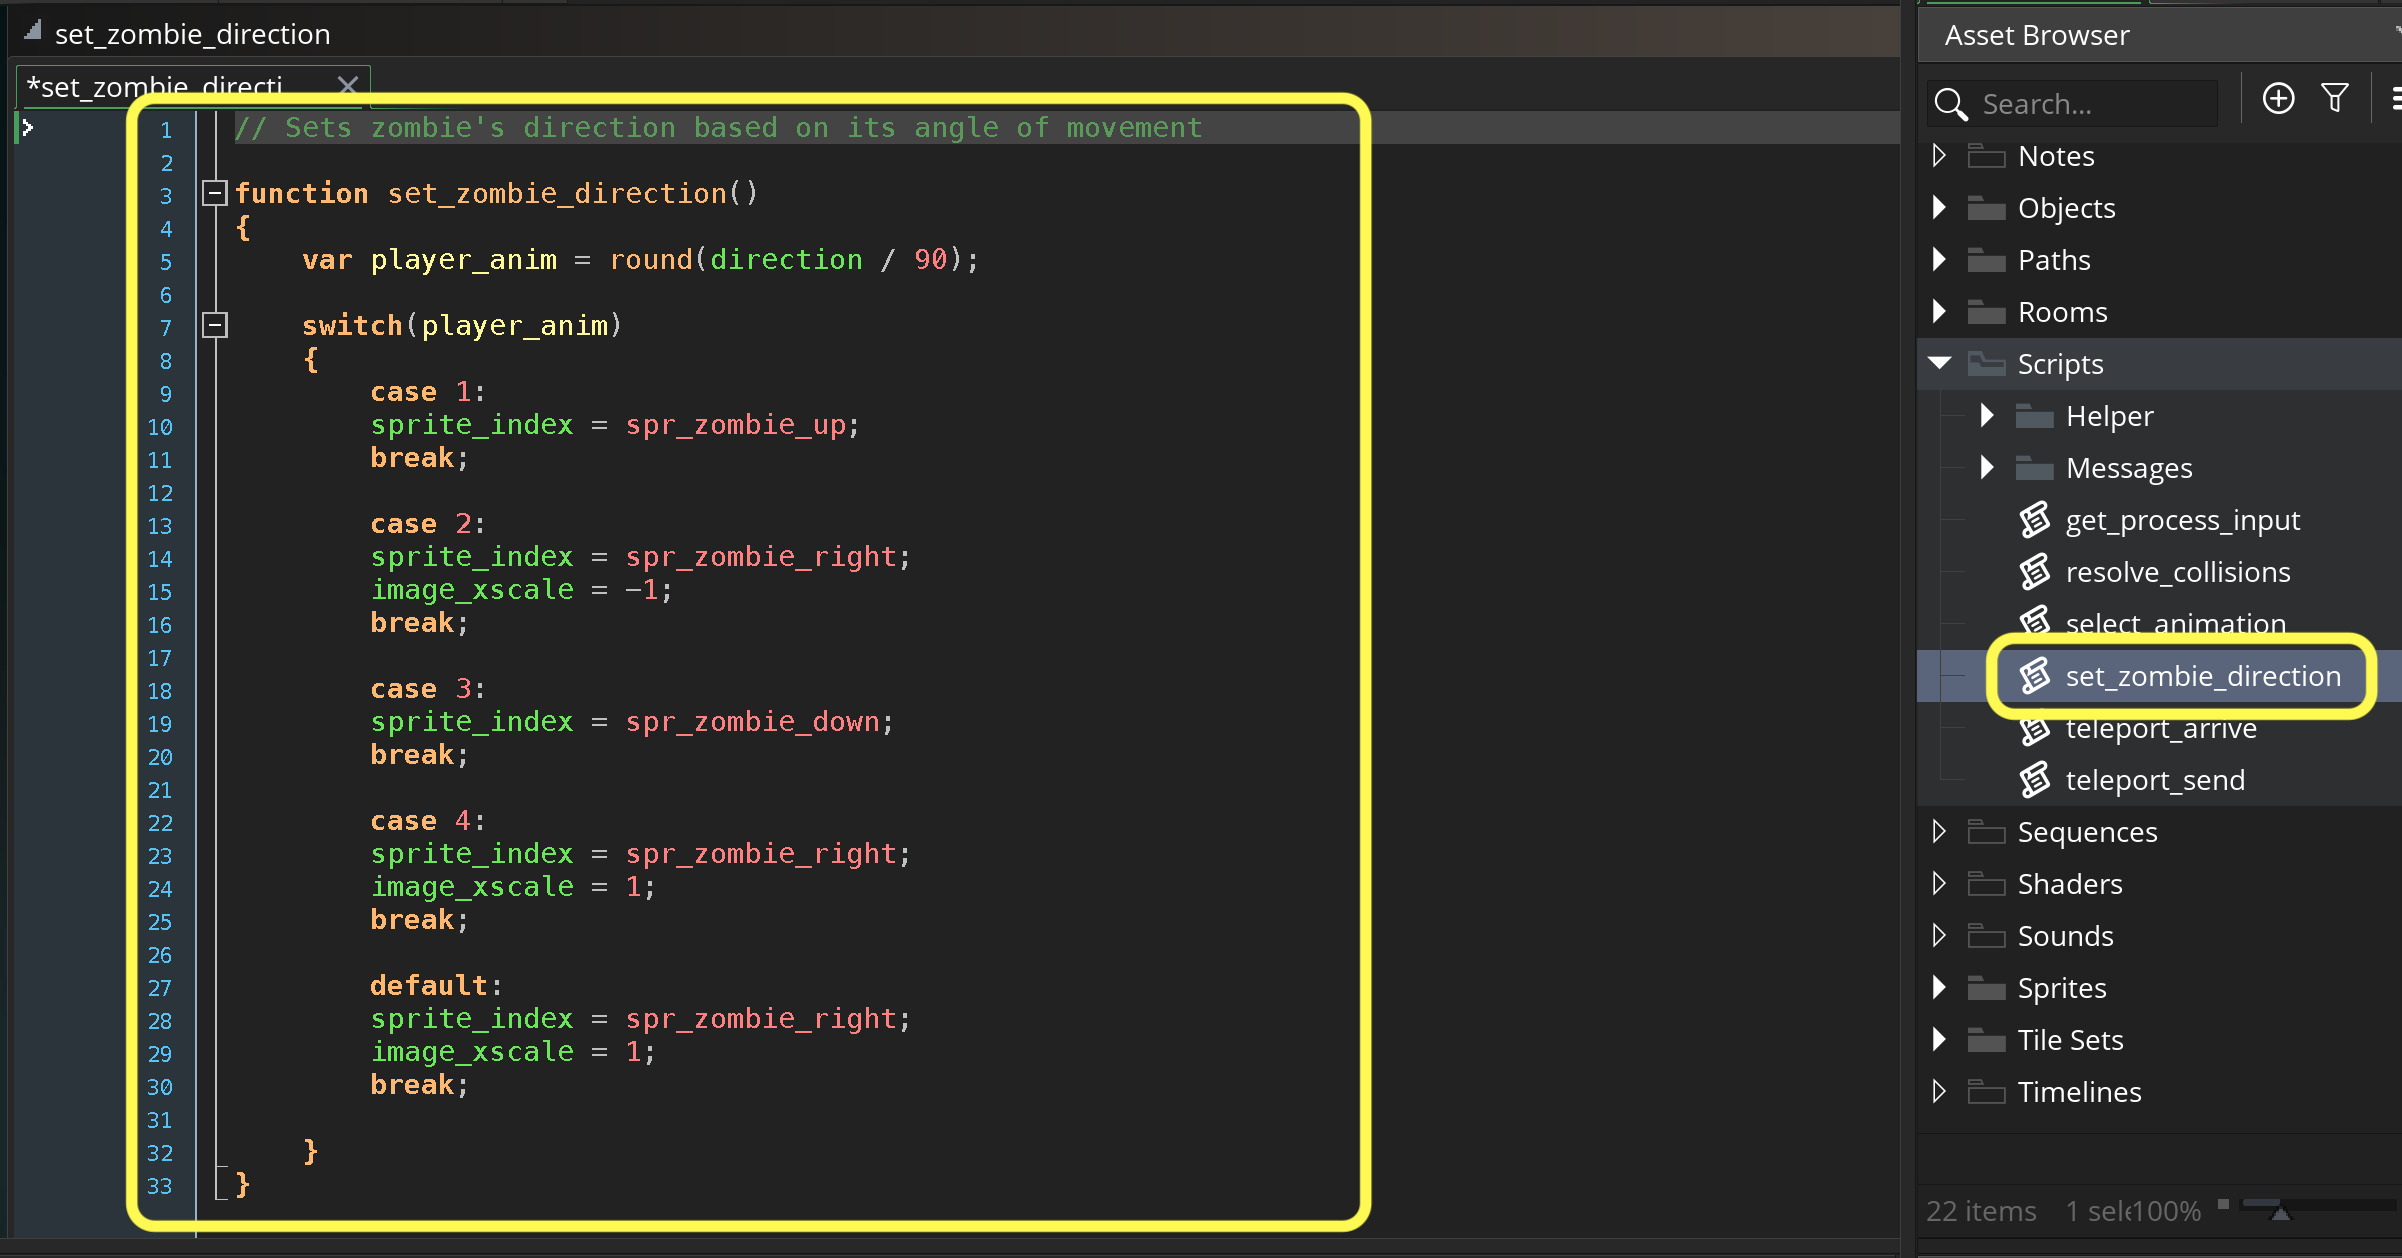 set_zombie_direction
*set_zombie_directi
1 // Sets zombie's direction based on its angle of movement
2
3 function set_zombie_direction()
4 {
5 var player_anim = round(direction / 90);
6
7 switch(player_anim)
8 {
9 case 1:
10 sprite_index = spr_zombie_up;
11 break;
12
13 case 2:
14 sprite_index = spr_zombie_right;
15 image_xscale = -1;
16 break;
17
18 case 3:
19 sprite_index = spr_zombie_down;
20 break;
21
22 case 4:
23 sprite_index = spr_zombie_right;
24 image_xscale = 1;
25 break;
26
27 default:
28 sprite_index = spr_zombie_right;
29 image_xscale = 1;
30 break;
31
32 }
33 }
Asset Browser
Search...
Notes
Objects
Paths
Rooms
Scripts
Helper
Messages
get_process_input
resolve_collisions
select_animation
set_zombie_direction
teleport_arrive
teleport_send
Sequences
Shaders
Sounds
Sprites
Tile Sets
Timelines
22 items 1 sele 100%